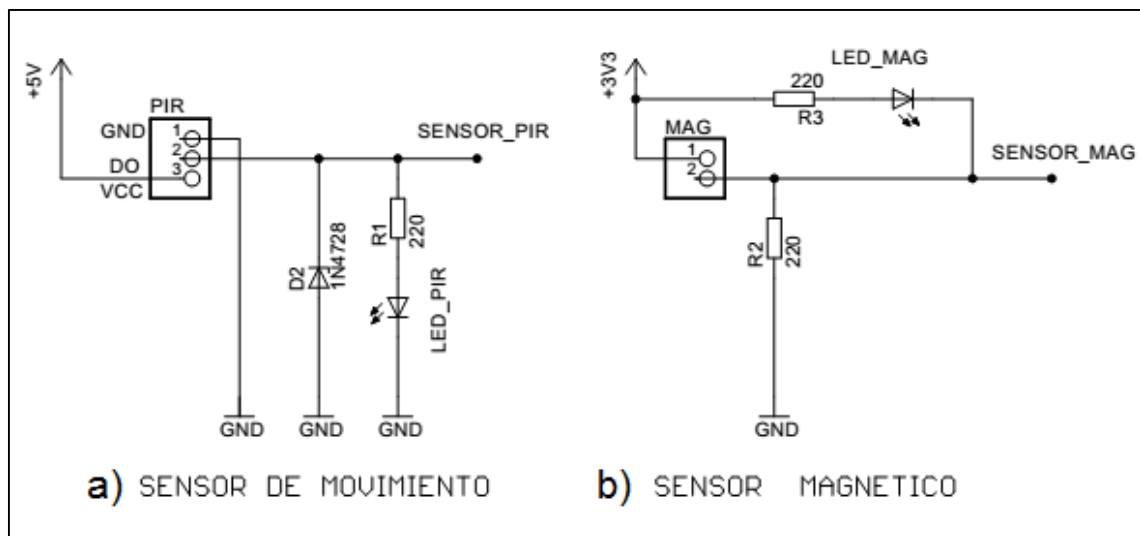 +5V
PIR
GND
1
2
DO
3
VCC
SENSOR_PIR
D2
1N4728
R1
220
LED_PIR
GND
GND
GND
a) SENSOR DE MOVIMIENTO
+3V3
LED_MAG
220
R3
MAG
1
2
SENSOR_MAG
R2
220
GND
b) SENSOR MAGNETICO